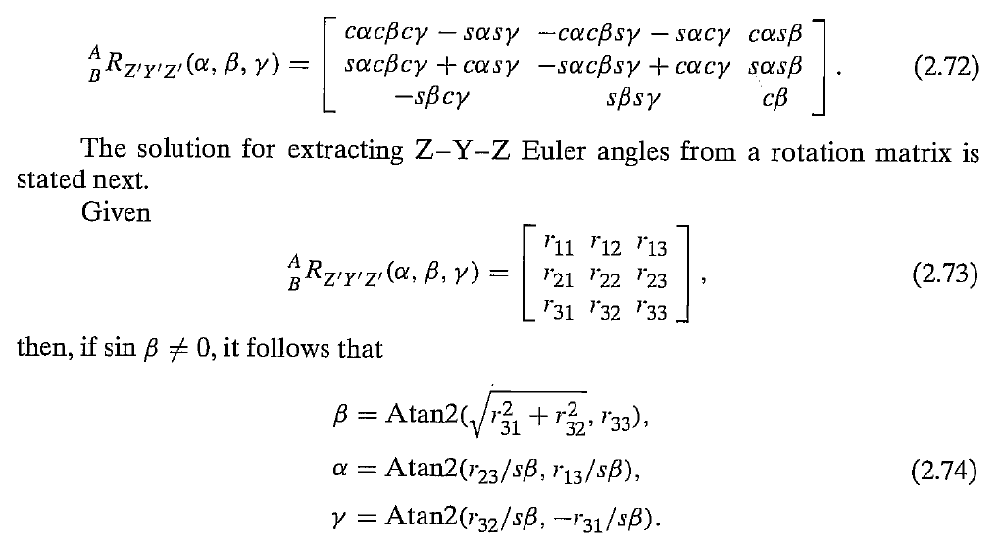 $$ {}^{A}_{B}R_{Z'Y'Z'}(\alpha, \beta, \gamma) = \begin{bmatrix} c\alpha c\beta c\gamma - s\alpha s\gamma & -c\alpha c\beta s\gamma - s\alpha c\gamma & c\alpha s\beta \\ s\alpha c\beta c\gamma + c\alpha s\gamma & -s\alpha c\beta s\gamma + c\alpha c\gamma & s\alpha s\beta \\ -s\beta c\gamma & s\beta s\gamma & c\beta \end{bmatrix}. \quad (2.72) $$
The solution for extracting Z–Y–Z Euler angles from a rotation matrix is
stated next.
Given
$$ {}^{A}_{B}R_{Z'Y'Z'}(\alpha, \beta, \gamma) = \begin{bmatrix} r_{11} & r_{12} & r_{13} \\ r_{21} & r_{22} & r_{23} \\ r_{31} & r_{32} & r_{33} \end{bmatrix}, \quad (2.73) $$
then, if sin β ≠ 0, it follows that
$$ \beta = \text{Atan2}(\sqrt{r_{31}^2 + r_{32}^2}, r_{33}), $$
$$ \alpha = \text{Atan2}(r_{23}/s\beta, r_{13}/s\beta), \quad (2.74) $$
$$ \gamma = \text{Atan2}(r_{32}/s\beta, -r_{31}/s\beta). $$